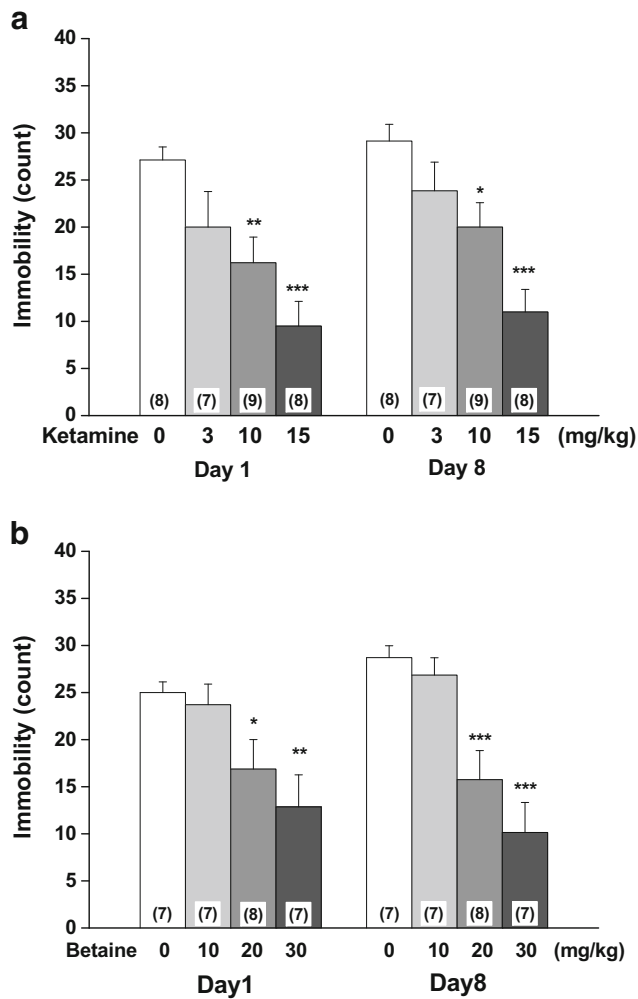 a
40
35
30
25
20
15
10
5
0
Immobility (count)
** *** * ***
(8) (7) (9) (8) (8) (7) (9) (8)
Ketamine 0 3 10 15 0 3 10 15 (mg/kg)
Day 1 Day 8
b
40
35
30
25
20
15
10
5
0
Immobility (count)
* ** *** ***
(7) (7) (8) (7) (7) (7) (8) (7)
Betaine 0 10 20 30 0 10 20 30 (mg/kg)
Day1 Day8